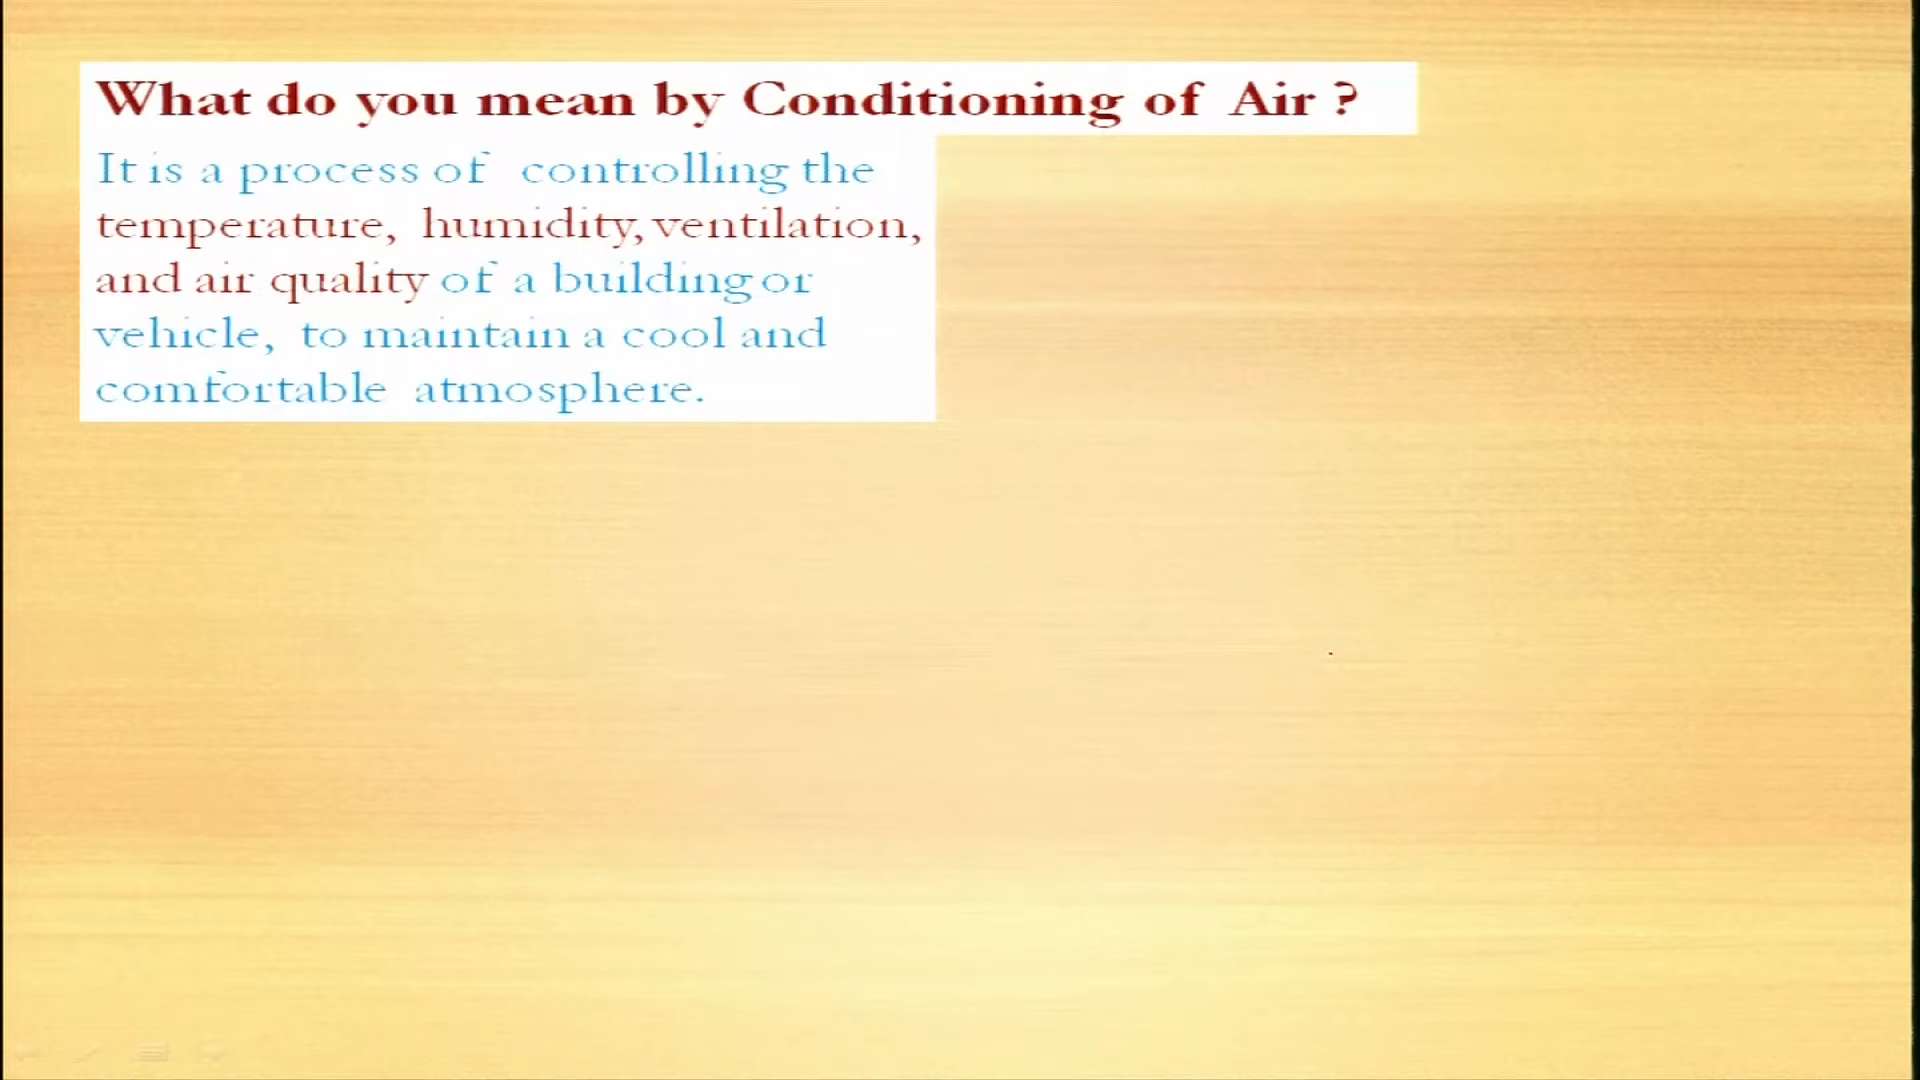 What do you mean by Conditioning of Air ?
It is a process of controlling the
temperature, humidity, ventilation,
and air quality of a building or
vehicle, to maintain a cool and
comfortable atmosphere.